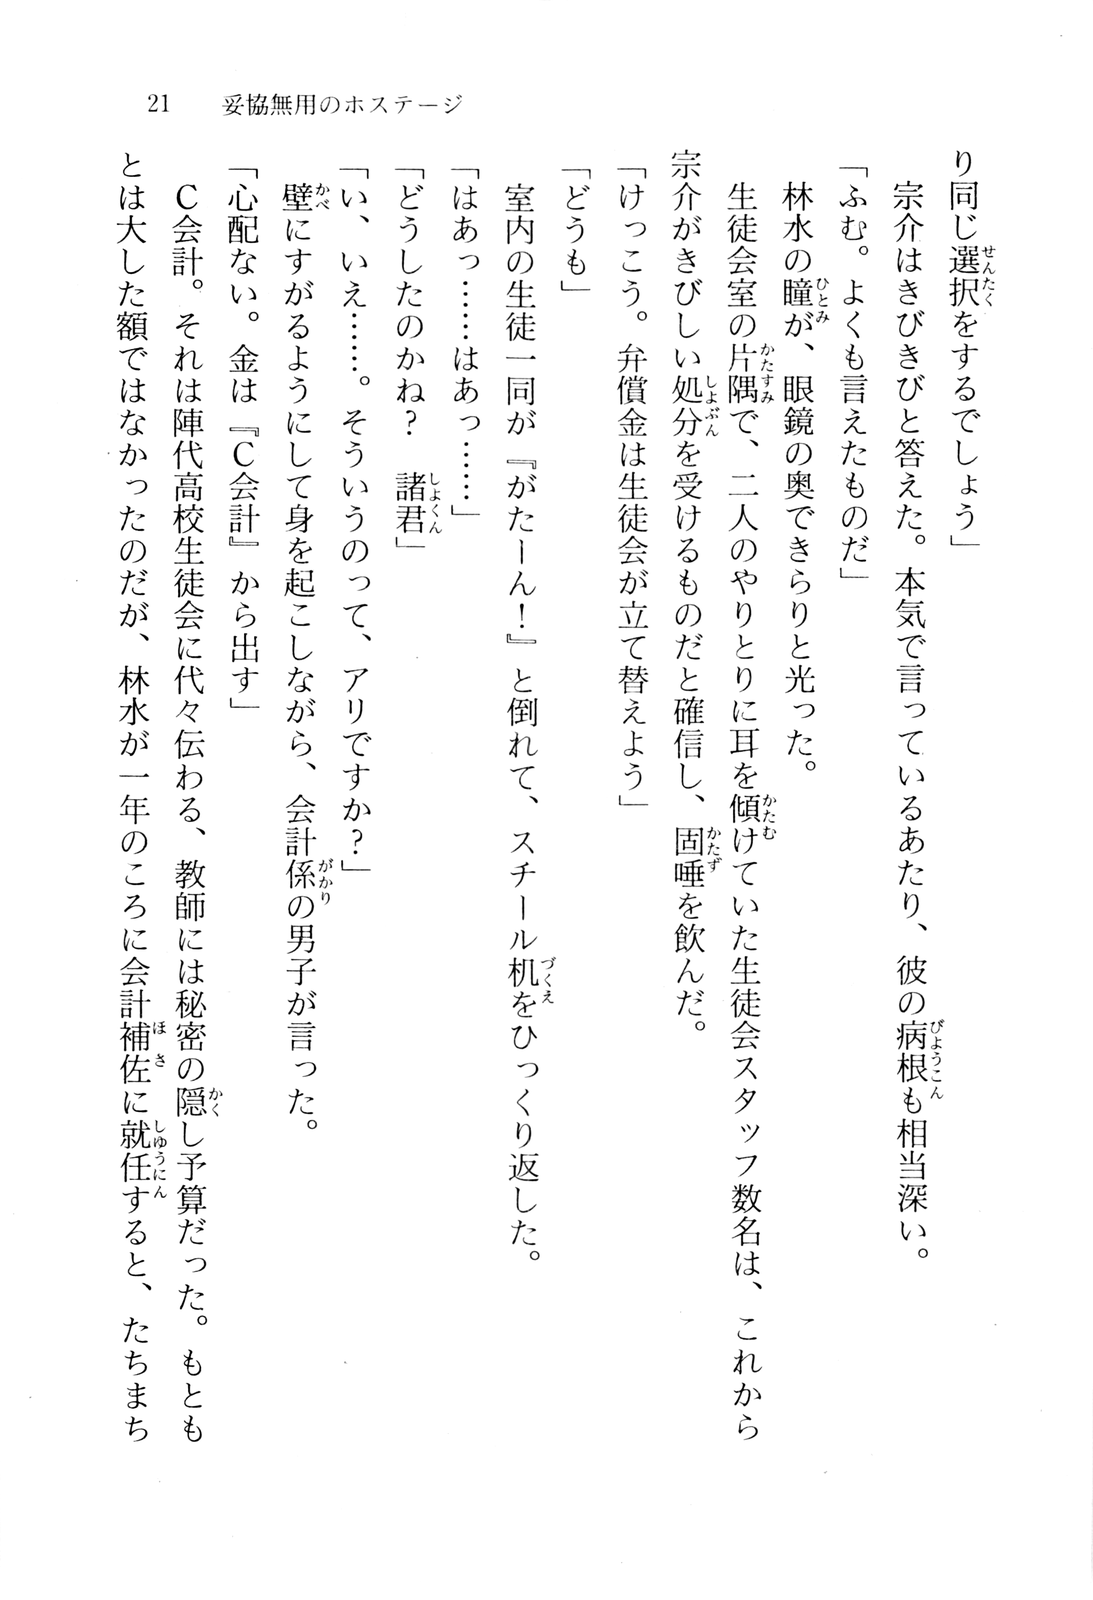 21　妥協無用のホステージ
り同じ選択をするでしょう」
　宗介はきびきびと答えた。本気で言っているあたり、彼の病根も相当深い。
「ふむ。よくも言えたものだ」
　林水の瞳が、眼鏡の奥できらりと光った。
　生徒会室の片隅で、二人のやりとりに耳を傾けていた生徒会スタッフ数名は、これから
宗介がきびしい処分を受けるものだと確信し、固唾を飲んだ。
「けっこう。弁償金は生徒会が立て替えよう」
「どうも」
　室内の生徒一同が『がたーん！』と倒れて、スチール机をひっくり返した。
「はあっ……はあっ……」
「どうしたのかね？　諸君」
「い、いえ……。そういうのって、アリですか？」
　壁にすがるようにして身を起こしながら、会計係の男子が言った。
「心配ない。金は『Ｃ会計』から出す」
　Ｃ会計。それは陣代高校生徒会に代々伝わる、教師には秘密の隠し予算だった。もとも
とは大した額ではなかったのだが、林水が一年のころに会計補佐に就任すると、たちまち